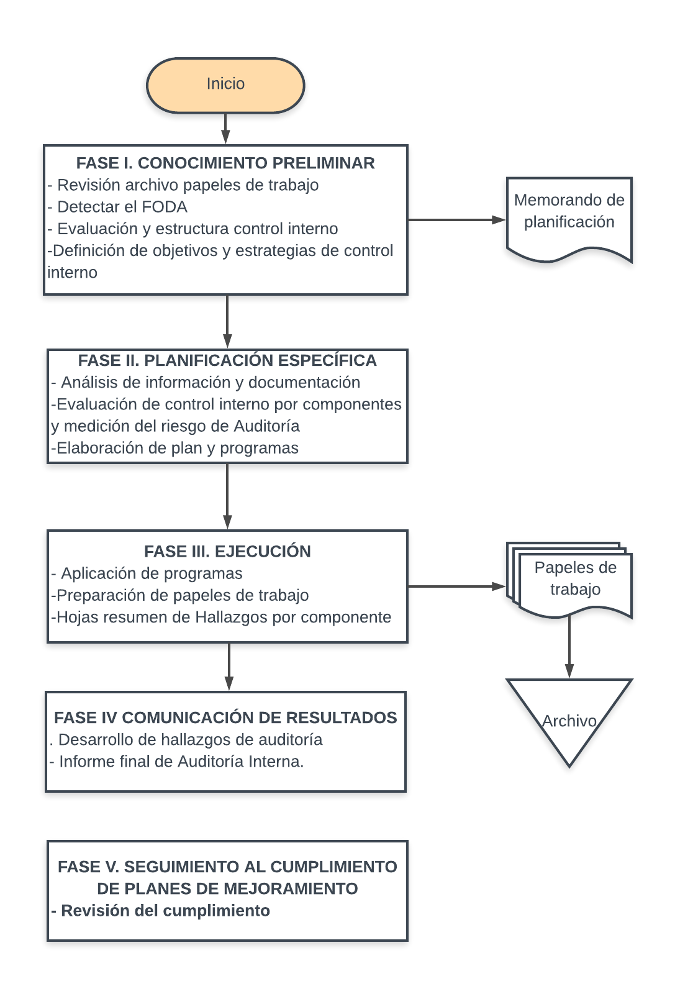 Inicio
FASE I. CONOCIMIENTO PRELIMINAR
- Revisión archivo papeles de trabajo
- Detectar el FODA
- Evaluación y estructura control interno
-Definición de objetivos y estrategias de control
interno
Memorando de
planificación
FASE II. PLANIFICACIÓN ESPECÍFICA
- Análisis de información y documentación
-Evaluación de control interno por componentes
y medición del riesgo de Auditoría
-Elaboración de plan y programas
FASE III. EJECUCIÓN
- Aplicación de programas
-Preparación de papeles de trabajo
-Hojas resumen de Hallazgos por componente
Papeles de
trabajo
Archivo
FASE IV COMUNICACIÓN DE RESULTADOS
. Desarrollo de hallazgos de auditoría
- Informe final de Auditoría Interna.
FASE V. SEGUIMIENTO AL CUMPLIMIENTO
DE PLANES DE MEJORAMIENTO
- Revisión del cumplimiento